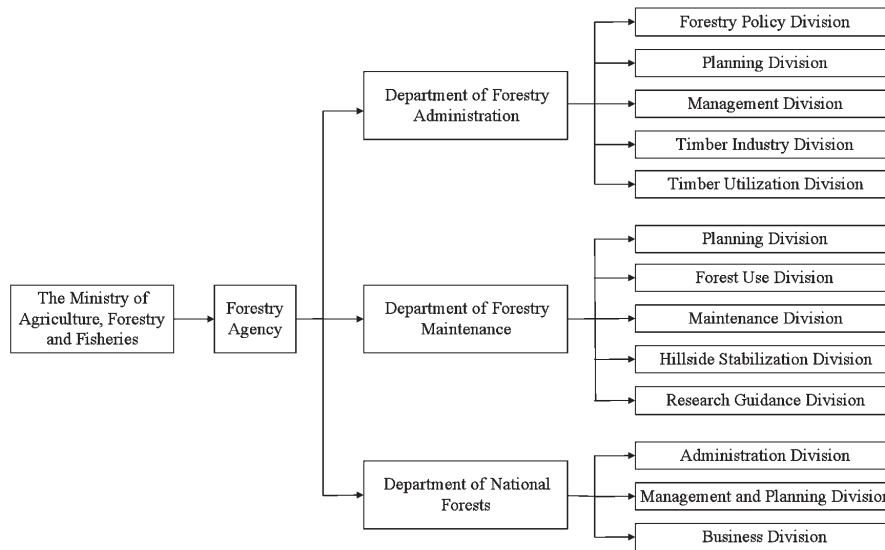 The Ministry of
Agriculture, Forestry
and Fisheries
Forestry
Agency
Department of Forestry
Administration
Forestry Policy Division
Planning Division
Management Division
Timber Industry Division
Timber Utilization Division
Department of Forestry
Maintenance
Planning Division
Forest Use Division
Maintenance Division
Hillside Stabilization Division
Research Guidance Division
Department of National
Forests
Administration Division
Management and Planning Division
Business Division